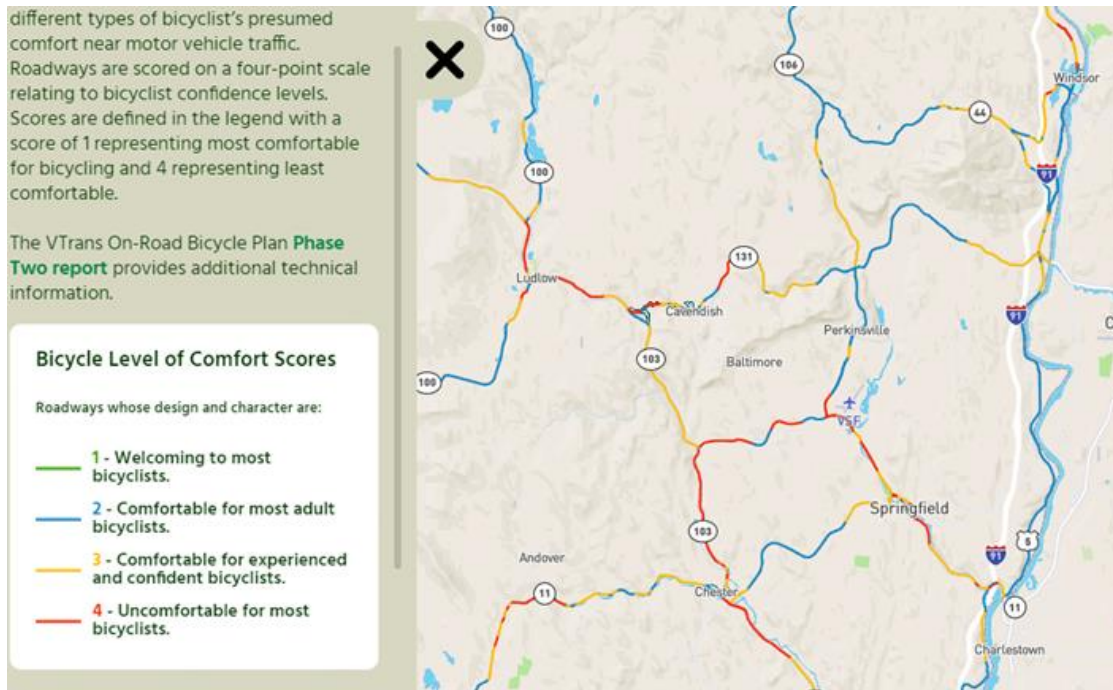 different types of bicyclist's presumed
comfort near motor vehicle traffic.
Roadways are scored on a four-point scale
relating to bicyclist confidence levels.
Scores are defined in the legend with a
score of 1 representing most comfortable
for bicycling and 4 representing least
comfortable.
The VTrans On-Road Bicycle Plan Phase
Two report provides additional technical
information.
Bicycle Level of Comfort Scores
Roadways whose design and character are:
1 - Welcoming to most
bicyclists.
2 - Comfortable for most adult
bicyclists.
3 - Comfortable for experienced
and confident bicyclists.
4 - Uncomfortable for most
bicyclists.
100
106
Windsor
44
100
91
131
Ludlow
Cavendish
91
C
Perkinsville
103
Baltimore
100
VSF
Springfield
103
5
Andover
91
11
Chester
11
Charlestown